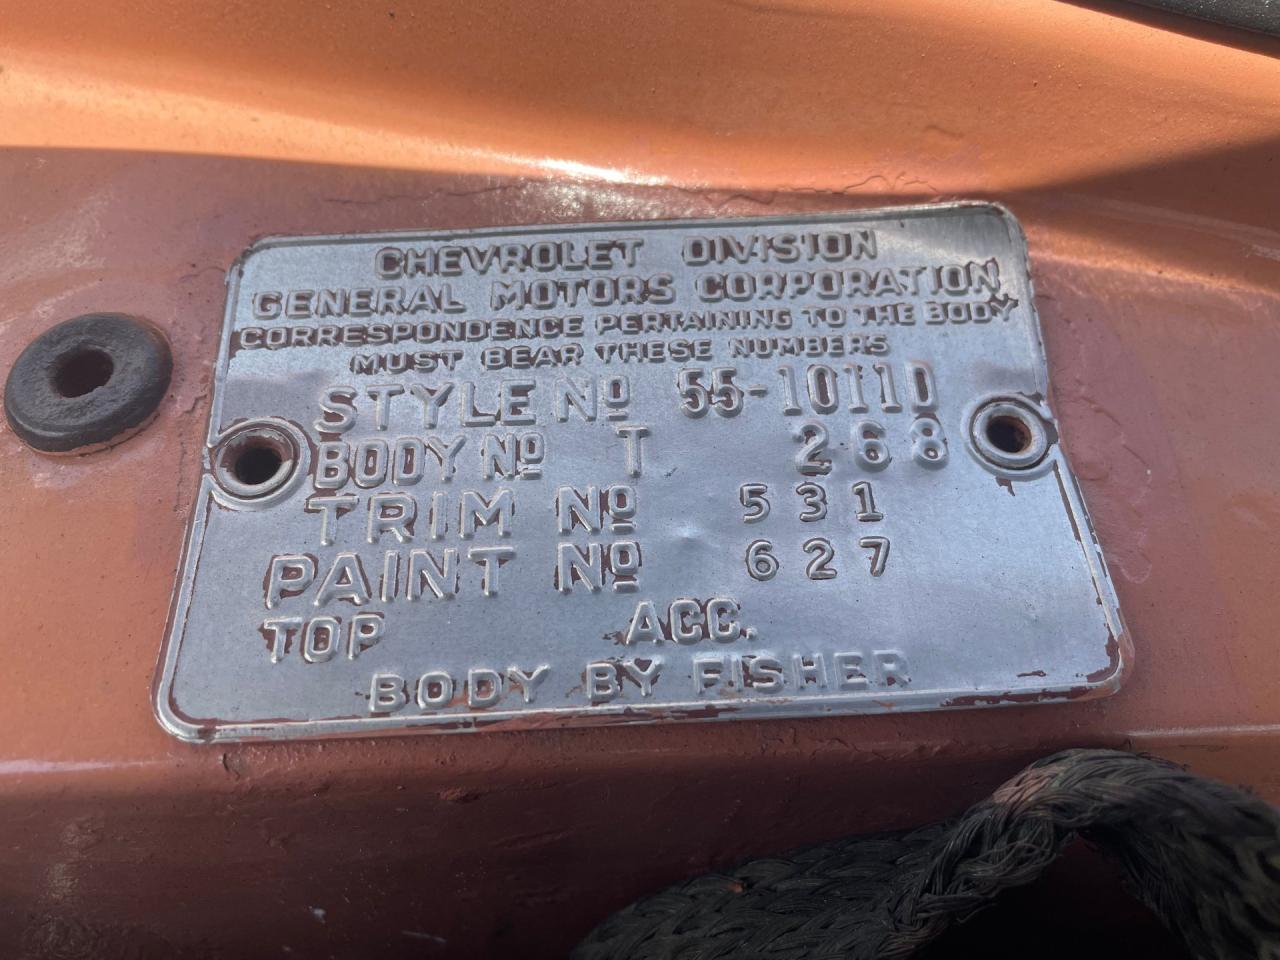 CHEVROLET DIVISION
GENERAL MOTORS CORPORATION
CORRESPONDENCE PERTAINING TO THE BODY
MUST BEAR THESE NUMBERS
STYLE Nº 55-1011D
BODY Nº T 268
TRIM Nº 531
PAINT Nº 627
TOP ACC.
BODY BY FISHER